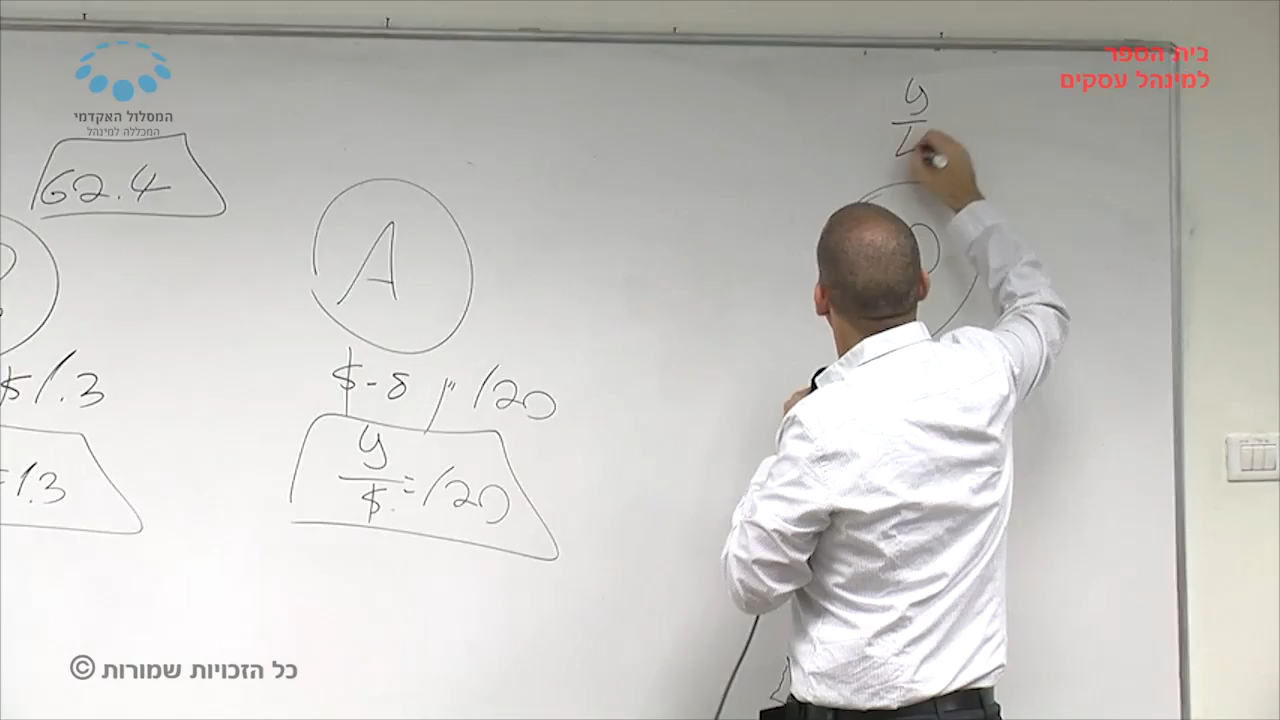 בית הספר
למינהל עסקים
המסלול האקדמי
המכללה למינהל
62.4
A
$ 1.3
=1.3
120 ין ל-$
y
$ = 120
y
כל הזכויות שמורות ©